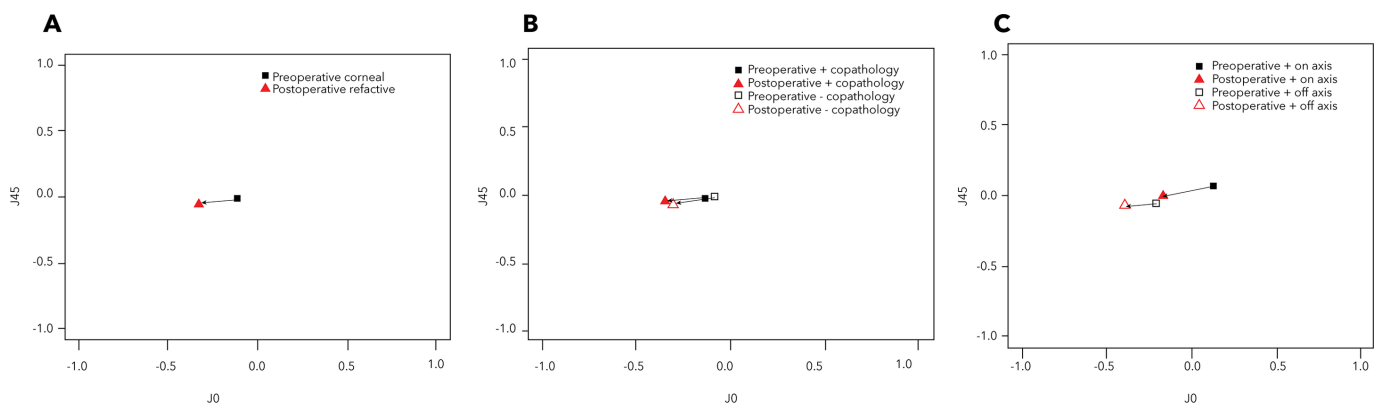 A
1.0
0.5
0.0
-0.5
-1.0
J45
-1.0
-0.5
0.0
0.5
1.0
J0
Preoperative corneal
Postoperative refactive
B
1.0
0.5
0.0
-0.5
-1.0
J45
-1.0
-0.5
0.0
0.5
1.0
J0
Preoperative + copathology
Postoperative + copathology
Preoperative - copathology
Postoperative - copathology
C
1.0
0.5
0.0
-0.5
-1.0
J45
-1.0
-0.5
0.0
0.5
1.0
J0
Preoperative + on axis
Postoperative + on axis
Preoperative + off axis
Postoperative + off axis